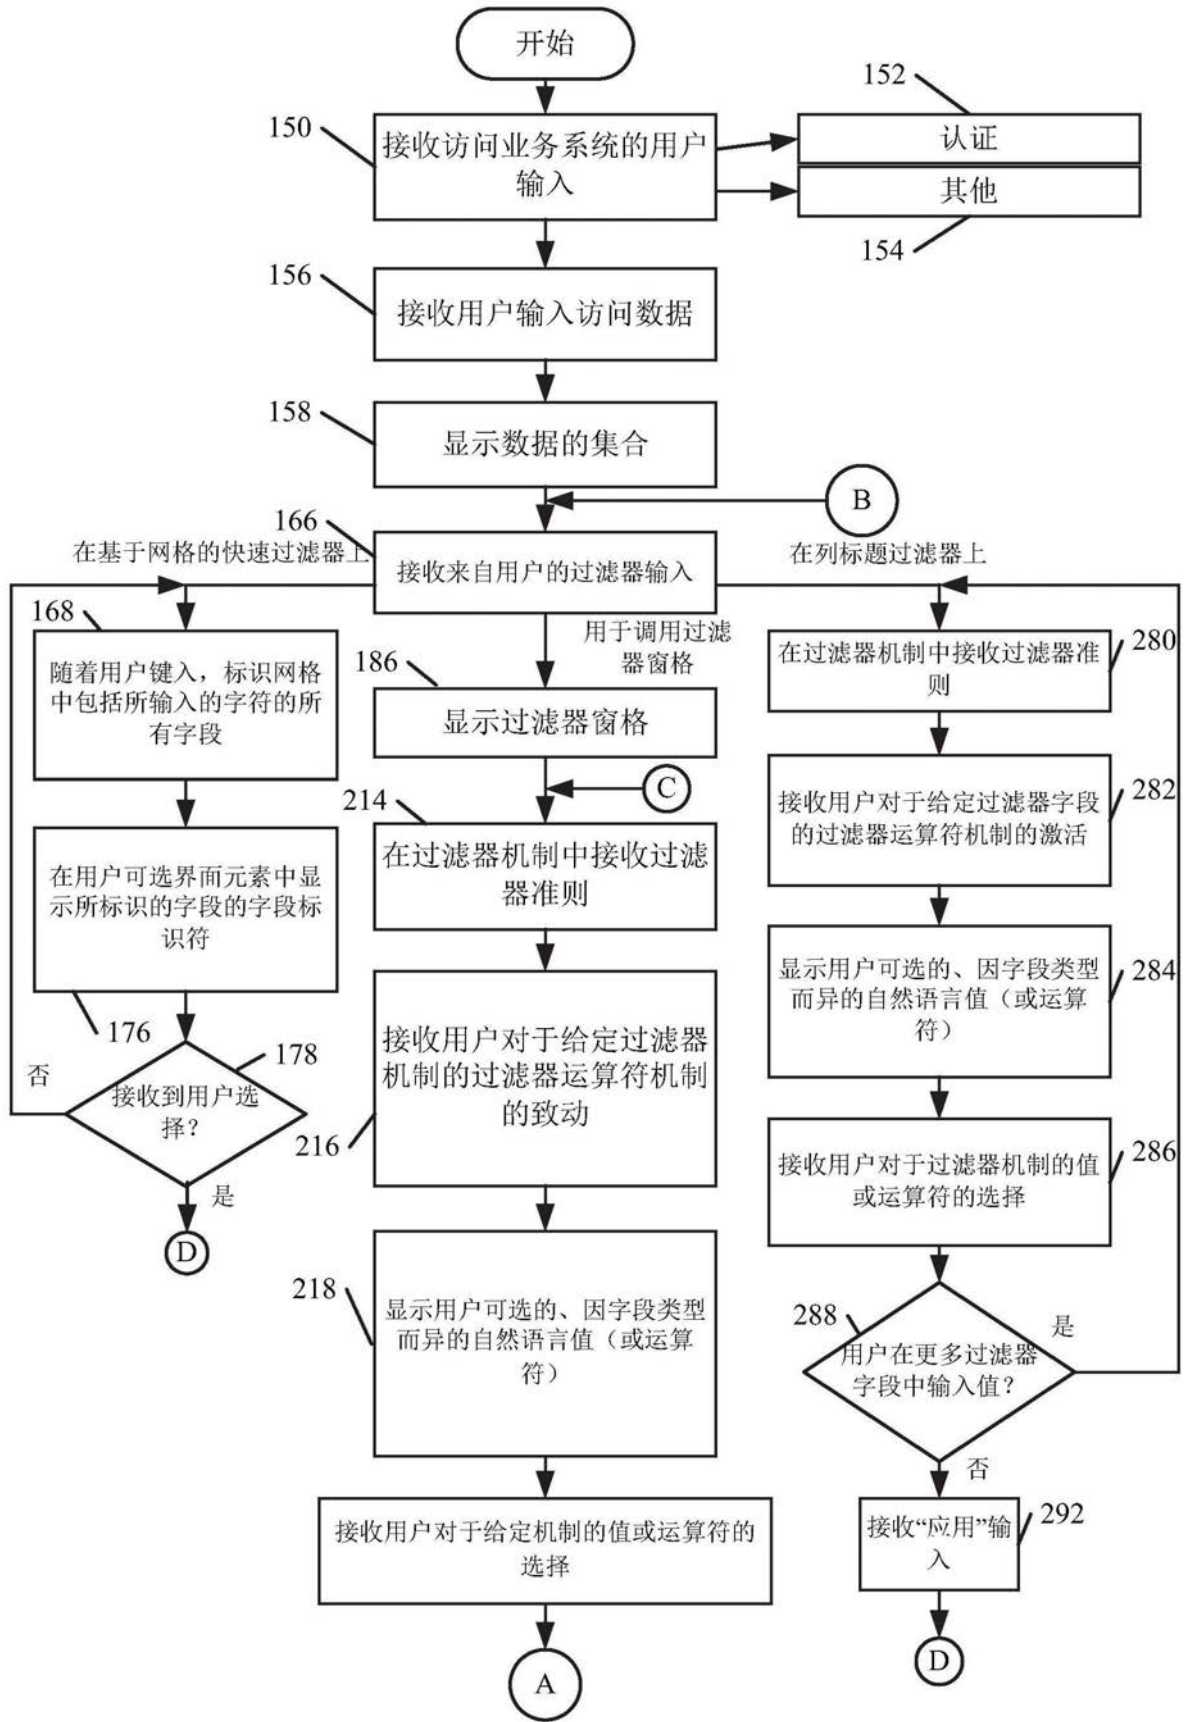 开始
152
150
接收访问业务系统的用户
输入
认证
其他
154
156
接收用户输入访问数据
158
显示数据的集合
B
166
在基于网格的快速过滤器上
接收来自用户的过滤器输入
在列标题过滤器上
168
随着用户键入，标识网格
中包括所输入的字符的所
有字段
在用户可选界面元素中显
示所标识的字段的字段标
识符
176
178
否
接收到用户选
择？
是
D
用于调用过滤
器窗格
186
显示过滤器窗格
C
214
在过滤器机制中接收过滤
器准则
接收用户对于给定过滤器
机制的过滤器运算符机制
的致动
216
218
显示用户可选的、因字段类型
而异的自然语言值（或运算
符）
接收用户对于给定机制的值或运算符的
选择
A
280
在过滤器机制中接收过滤器准
则
282
接收用户对于给定过滤器字段
的过滤器运算符机制的激活
284
显示用户可选的、因字段类型
而异的自然语言值（或运算
符）
286
接收用户对于过滤器机制的值
或运算符的选择
288
是
用户在更多过滤器
字段中输入值？
否
292
接收“应用”输
入
D